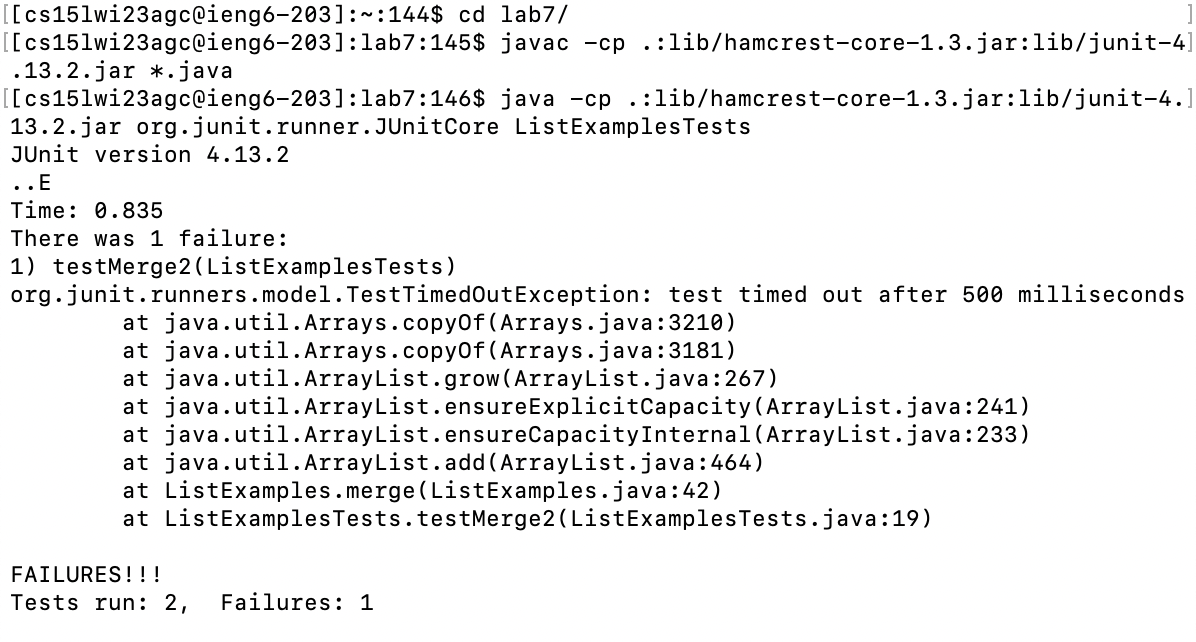 [[cs15lwi23agc@ieng6-203]:~:144$ cd lab7/ ]
[[cs15lwi23agc@ieng6-203]:lab7:145$ javac -cp .:lib/hamcrest-core-1.3.jar:lib/junit-4]
.13.2.jar *.java
[[cs15lwi23agc@ieng6-203]:lab7:146$ java -cp .:lib/hamcrest-core-1.3.jar:lib/junit-4.]
13.2.jar org.junit.runner.JUnitCore ListExamplesTests
JUnit version 4.13.2
..E
Time: 0.835
There was 1 failure:
1) testMerge2(ListExamplesTests)
org.junit.runners.model.TestTimedOutException: test timed out after 500 milliseconds
        at java.util.Arrays.copyOf(Arrays.java:3210)
        at java.util.Arrays.copyOf(Arrays.java:3181)
        at java.util.ArrayList.grow(ArrayList.java:267)
        at java.util.ArrayList.ensureExplicitCapacity(ArrayList.java:241)
        at java.util.ArrayList.ensureCapacityInternal(ArrayList.java:233)
        at java.util.ArrayList.add(ArrayList.java:464)
        at ListExamples.merge(ListExamples.java:42)
        at ListExamplesTests.testMerge2(ListExamplesTests.java:19)

FAILURES!!!
Tests run: 2,  Failures: 1